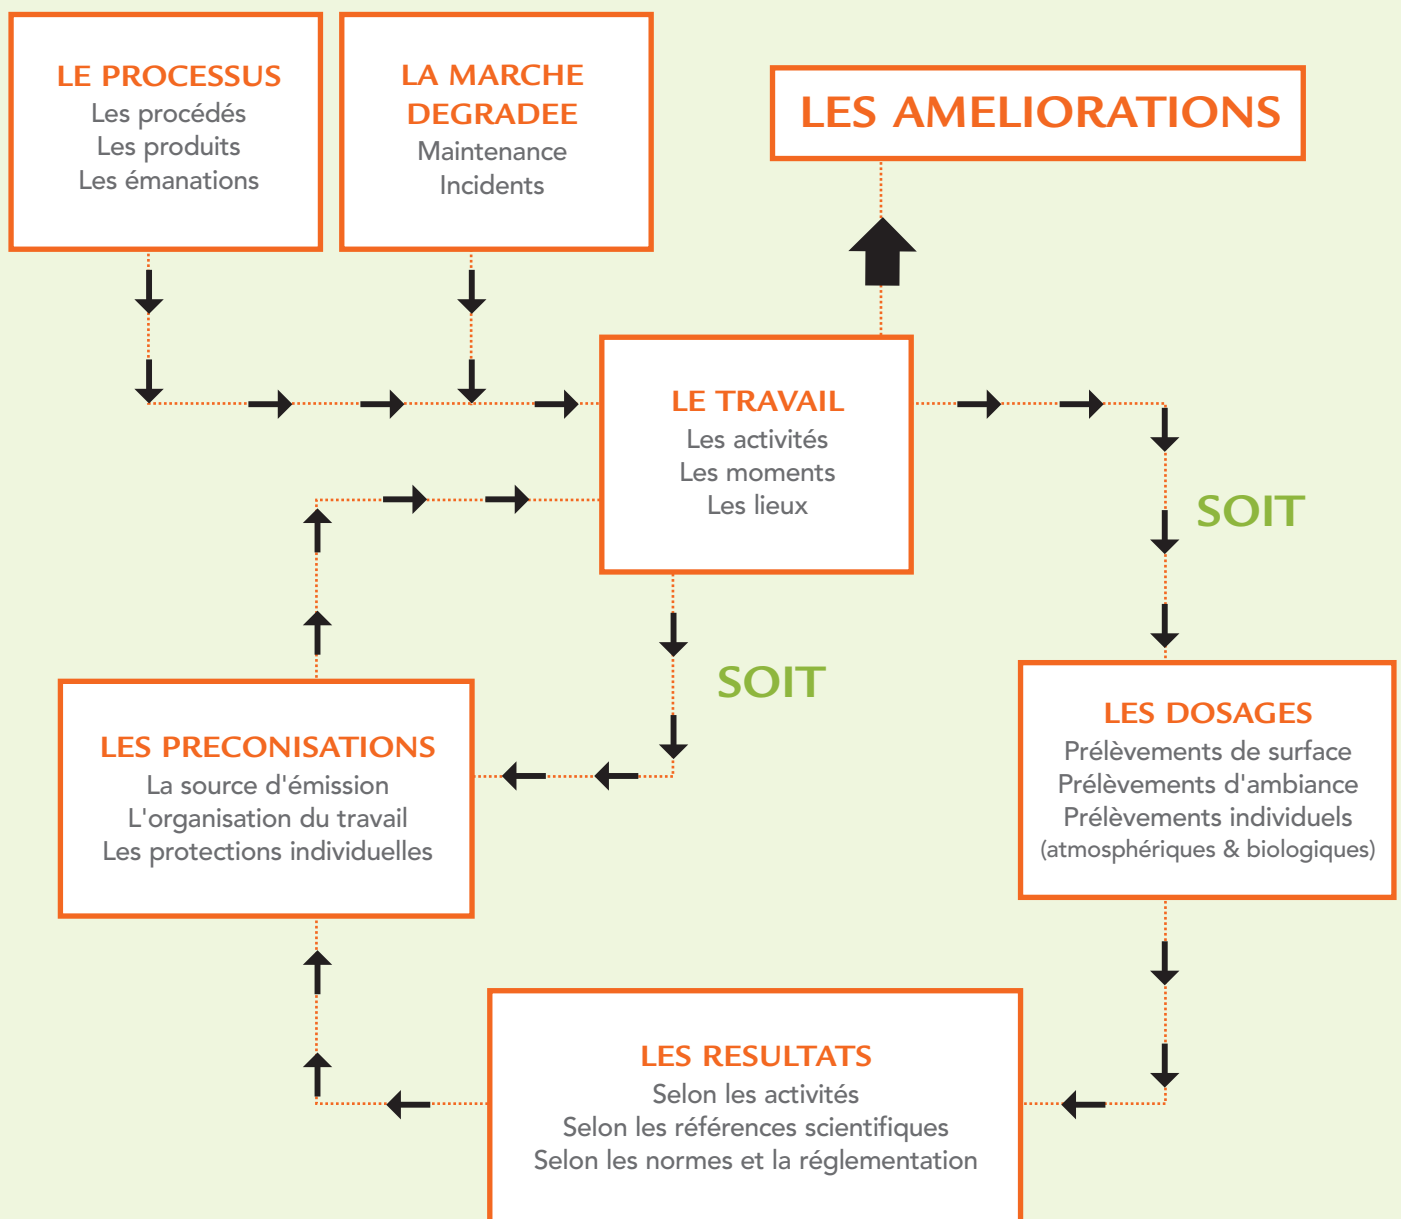 LE PROCESSUS
Les procédés
Les produits
Les émanations
LA MARCHE
DEGRADEE
Maintenance
Incidents
LES AMELIORATIONS
LE TRAVAIL
Les activités
Les moments
Les lieux
SOIT
SOIT
LES PRECONISATIONS
La source d'émission
L'organisation du travail
Les protections individuelles
LES DOSAGES
Prélèvements de surface
Prélèvements d'ambiance
Prélèvements individuels
(atmosphériques & biologiques)
LES RESULTATS
Selon les activités
Selon les références scientifiques
Selon les normes et la réglementation